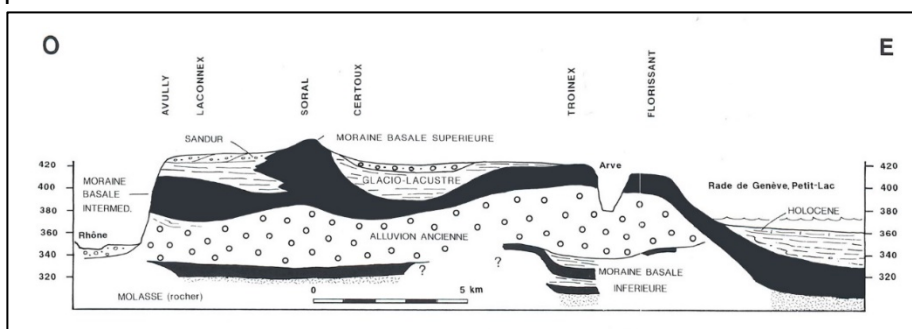 O
E
AVULLY
LACONNEX
SORAL
CERTOUX
TROINEX
FLORISSANT
SANDUR
MORAINE BASALE SUPERIEURE
420
400
380
360
340
320
MORAINE
BASALE
INTERMED.
GLACIO-LACUSTRE
Arve
420
400
380
360
340
320
Rade de Genève, Petit-Lac
HOLOCENE
Rhône
ALLUVION ANCIENNE
?
?
MORAINE BASALE
INFERIEURE
MOLASSE (rocher)
0
5 km